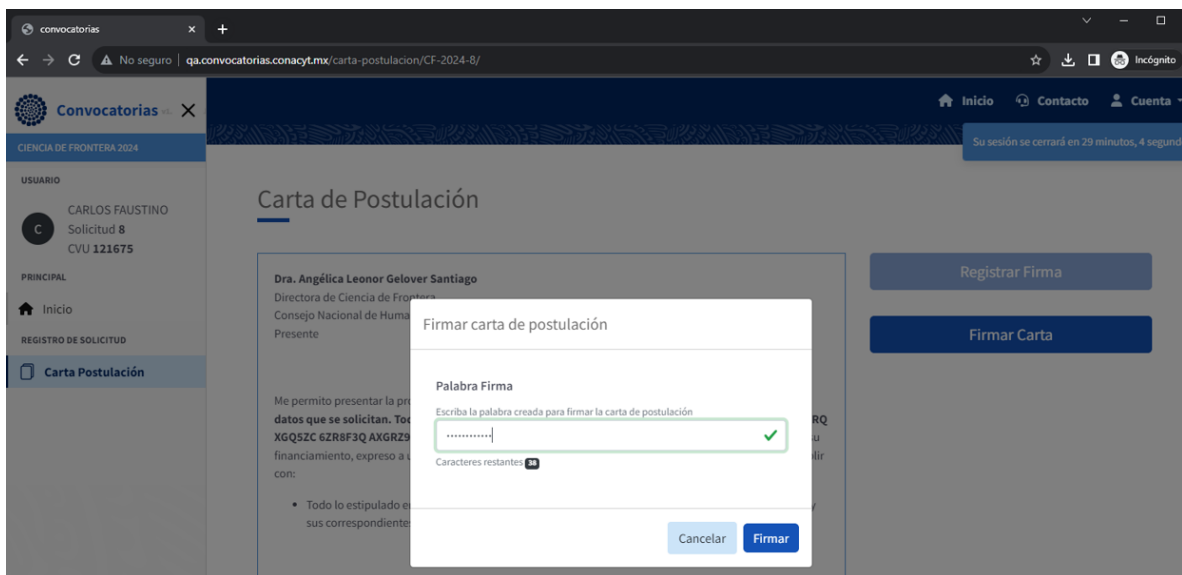 convocatorias
No seguro
qa.convocatorias.conacyt.mx/carta-postulacion/CF-2024-8/
Incógnito
Convocatorias
Inicio
Contacto
Cuenta
CIENCIA DE FRONTERA 2024
Su sesión se cerrará en 29 minutos, 4 segund
USUARIO
CARLOS FAUSTINO
C
Solicitud 8
CVU 121675
PRINCIPAL
Inicio
REGISTRO DE SOLICITUD
Carta Postulación
Carta de Postulación
Dra. Angélica Leonor Gelover Santiago
Directora de Ciencia de Frontera
Consejo Nacional de Huma
Presente
Me permito presentar la pr
datos que se solicitan. Toc
RQ
XGQ5ZC 6ZR8F3Q AXGRZ9
su
financiamiento, expreso a u
plir
con:
• Todo lo estipulado e
y
sus correspondiente
Registrar Firma
Firmar Carta
Firmar carta de postulación
Palabra Firma
Escriba la palabra creada para firmar la carta de postulación
Caracteres restantes 38
Cancelar
Firmar